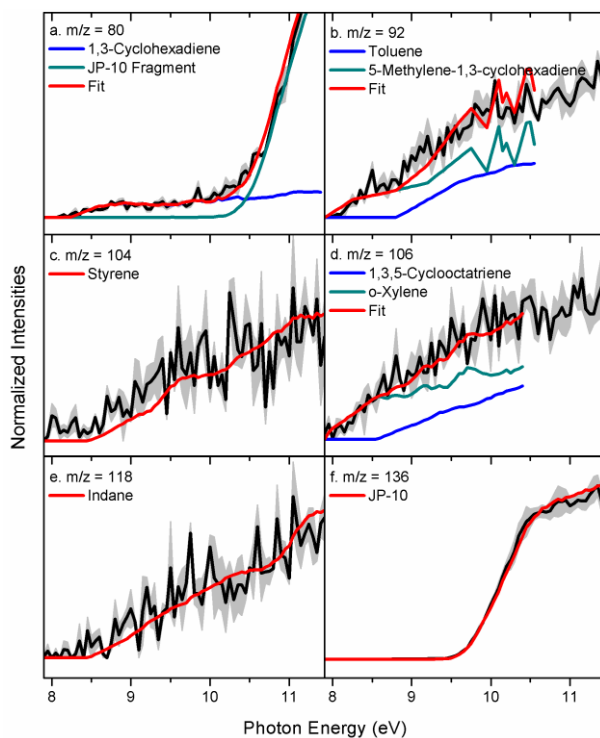 a. m/z = 80
1,3-Cyclohexadiene
JP-10 Fragment
Fit
b. m/z = 92
Toluene
5-Methylene-1,3-cyclohexadiene
Fit
c. m/z = 104
Styrene
d. m/z = 106
1,3,5-Cyclooctatriene
o-Xylene
Fit
e. m/z = 118
Indane
f. m/z = 136
JP-10
Normalized Intensities
8 9 10 11 8 9 10 11
Photon Energy (eV)